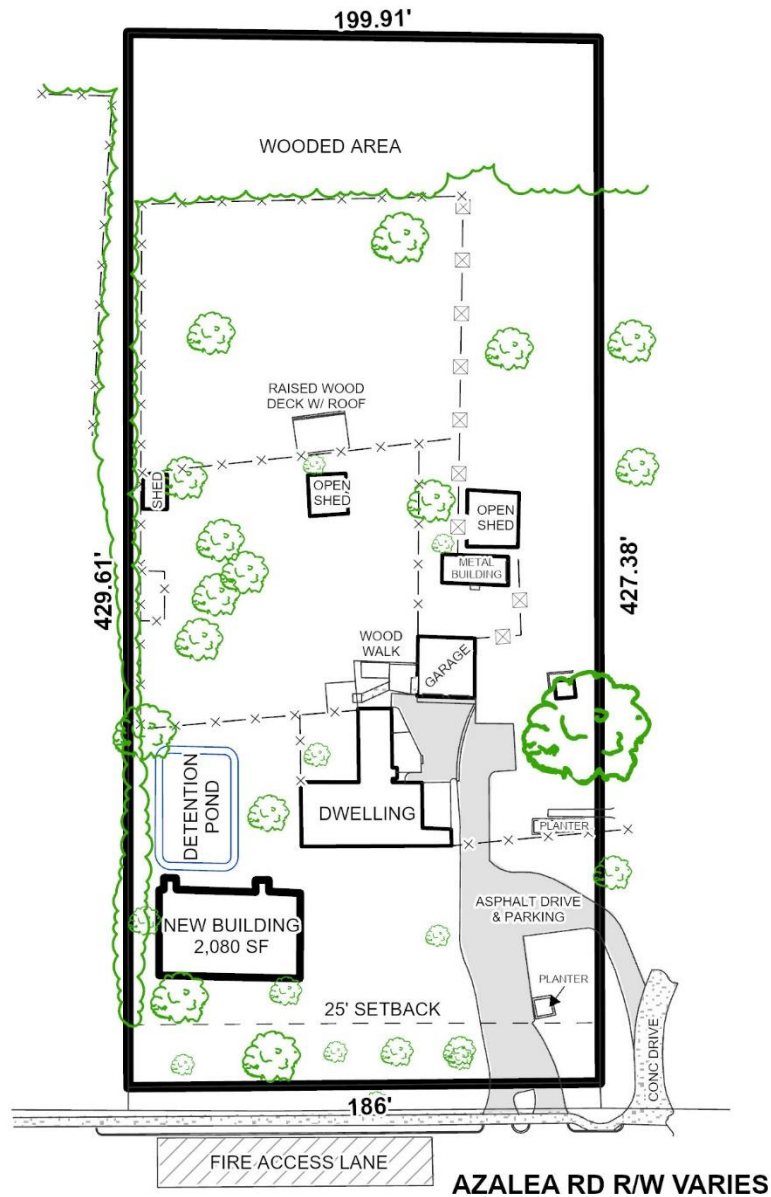 199.91'
WOODED AREA
RAISED WOOD
DECK W/ ROOF
SHED
OPEN
SHED
OPEN
SHED
METAL
BUILDING
429.61'
427.38'
WOOD
WALK
GARAGE
DETENTION
POND
DWELLING
PLANTER
ASPHALT DRIVE
& PARKING
NEW BUILDING
2,080 SF
PLANTER
25' SETBACK
CONC DRIVE
186'
FIRE ACCESS LANE
AZALEA RD R/W VARIES